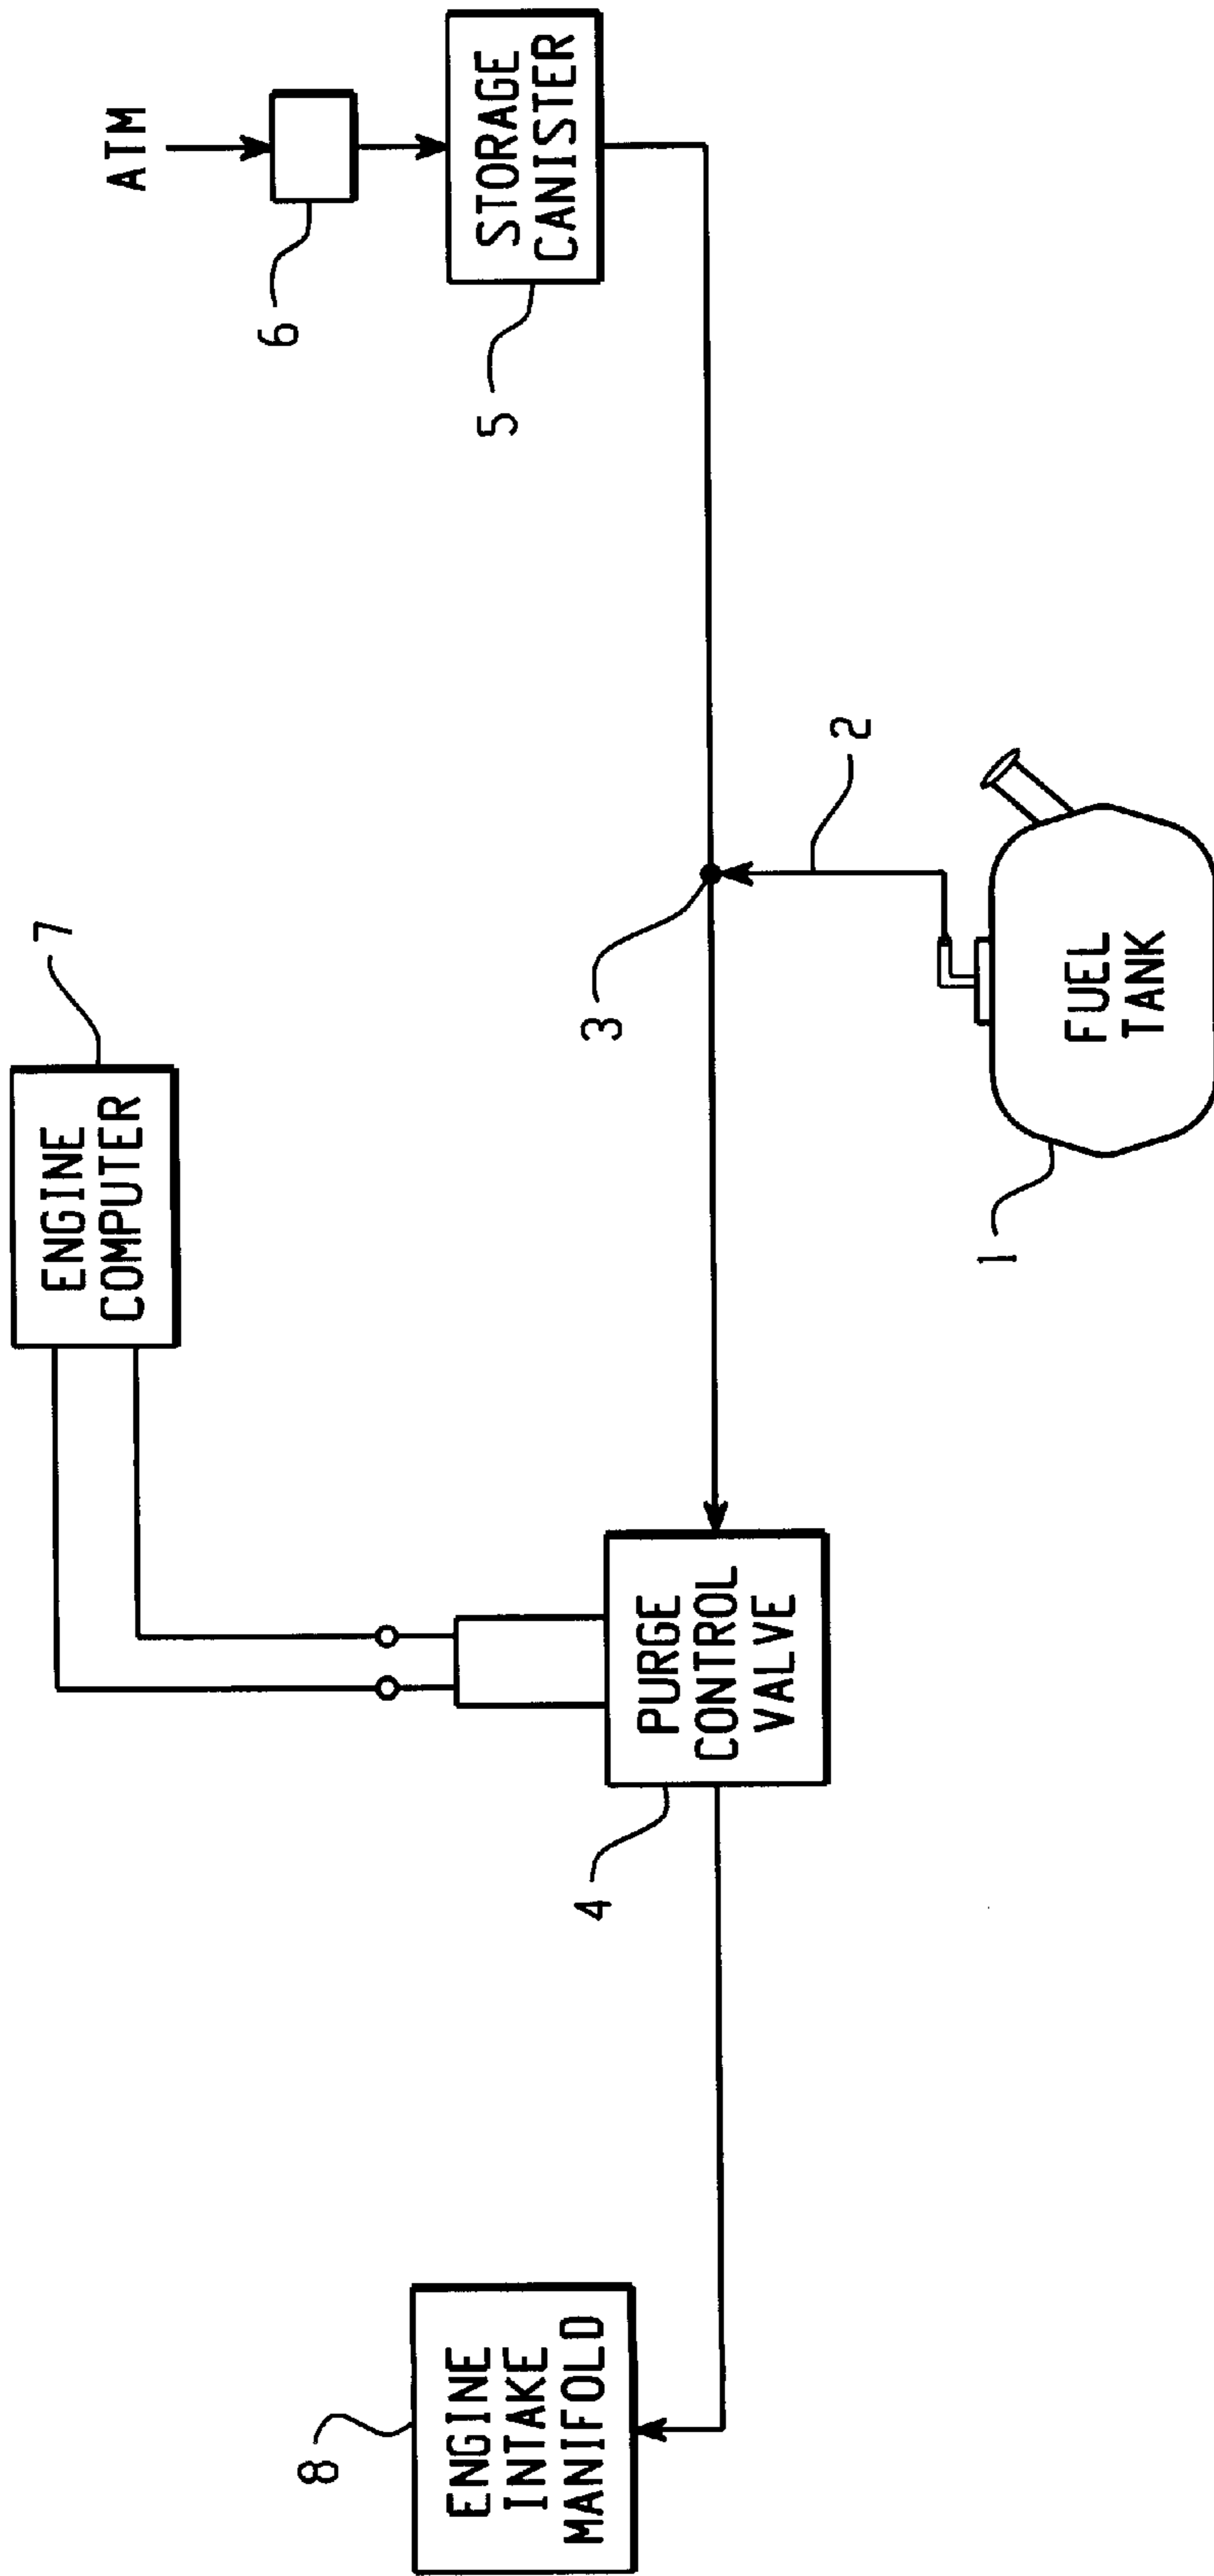 ENGINE
COMPUTER
7
ATM
6
STORAGE
CANISTER
5
8
ENGINE
INTAKE
MANIFOLD
4
PURGE
CONTROL
VALVE
3
2
FUEL
TANK
1